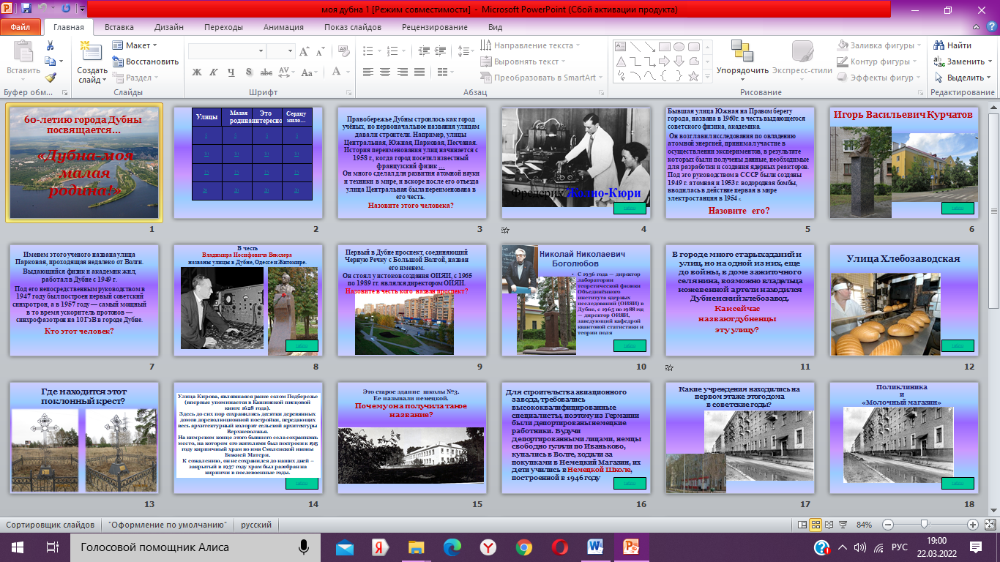 моя дубна 1 [Режим совместимости] - Microsoft PowerPoint (Сбой активации продукта)
Файл Главная Вставка Дизайн Переходы Анимация Показ слайдов Рецензирование Вид
Вставить
Буфер обм...
Создать слайд
Макет
Восстановить
Раздел
Слайды
Ж К Ч S abc AV Aa A
Шрифт
Направление текста
Выровнять текст
Преобразовать в SmartArt
Абзац
Упорядочить
Экспресс-стили
Заливка фигуры
Контур фигуры
Эффекты фигур
Рисование
Найти
Заменить
Выделить
Редактирование
60-летию города Дубны
посвящается...
«Дубна-моя
малая
родина!»
1
Улицы
Малая
родина
Это
интересно
Сердцу
мило...
2
Правобережье Дубны строилось как город
учёных, но первоначальное названия улицам
давали строители. Например, улицы
Центральная, Южная, Парковая, Песчаная.
История переименования улиц начинается с
1958 г., когда город посетил известный
французский физик ...
Он много сделал для развития атомной науки
и техники в мире, и вскоре после его отъезда
улица Центральная была переименована в
его честь.
Назовите этого человека?
3
Фредерик Жолио-Кюри
4
Бывшая улица Южная на Правом берегу
города, названа в 1960г. в честь выдающегося
советского физика, академика.
Он возглавил исследования по овладению
атомной энергией, принимал участие в
осуществлении экспериментов, в результате
которых были получены данные, необходимые
для разработки и создания ядерных реакторов.
Под эго руководством в СССР были созданы
1949 г. атомная и 1953 г. водородная бомбы,
вводилась в действие первая в мире
электростанция в 1954 г.
Назовите его?
5
Игорь Васильевич Курчатов
6
Именем этого ученого названа улица
Парковая, проходящая недалеко от Волги.
Выдающийся физик и академик жил,
работал в Дубне с 1949 г.
Под его непосредственным руководством в
1947 году был построен первый советский
синхротрон, а в 1957 году — самый мощный
в то время ускоритель протонов —
синхрофазотрон на 10 ГэВ в городе Дубне.
Кто этот человек?
7
В честь
Владимира Иосифовича Векслера
названы улицы в Дубне, Одессе и Житомире.
8
Первый в Дубне проспект, соединяющий
Черную Речку с Большой Волгой, назван
его именем.
Он стоял у истоков создания ОИЯИ, с 1965
по 1989 гг. являлся директором ОИЯИ.
Назовите в честь кого назван проспект?
9
Николай Николаевич
Боголюбов
• С 1956 года — директор
лаборатории
теоретической физики
Объединённого
института ядерных
исследований (ОИЯИ) в
Дубне, с 1965 по 1988 год
— директор ОИЯИ,
заведующий кафедрой
квантовой статистики и
теории поля
10
В городе много старых зданий и
улиц, но на одной из них, еще
до войны, в доме зажиточного
селянина, возможно владельца
кожевенной артели находился
Дубненский хлебозавод.
Как сейчас
называют дубненцы
эту улицу?
11
Улица Хлебозаводская
12
Где находится этот
поклонный крест?
13
Улица Кирова, являвшаяся ранее селом Подберезье
(впервые упоминается в Кашинской писцовой
книге 1628 года).
Здесь до сих пор сохранились десятки деревянных
домов дореволюционной постройки, передающих
весь архитектурный колорит сельской архитектуры
Верхневолжья.
На кимрском конце этого бывшего села сохранилось
место, на котором его жителями был построен к 1915
году кирпичный храм во имя Смоленской иконы
Божией Матери.
К сожалению, он не сохранился до наших дней –
закрытый в 1937 году храм был разобран на
кирпичи в послевоенные годы.
14
Это старое здание школы №3.
Ее называли немецкой.
Почему она получила такое
название?
15
Для строительства авиационного
завода, требовались
высококвалифицированные
специалисты, поэтому из Германии
были депортированы немецкие
работники. Будучи
депортированными лицами, немцы
свободно гуляли по Иваньково,
купались в Волге, ходили за
покупками в Немецкий Магазин, их
дети учились в Немецкой Школе,
построенной в 1946 году
16
Какие учреждения находились на
первом этаже этого дома
в советские годы?
17
Поликлиника
и
«Молочный магазин»
18
Сортировщик слайдов "Оформление по умолчанию" русский 84%
Голосовой помощник Алиса
РУС
19:00
22.03.2022